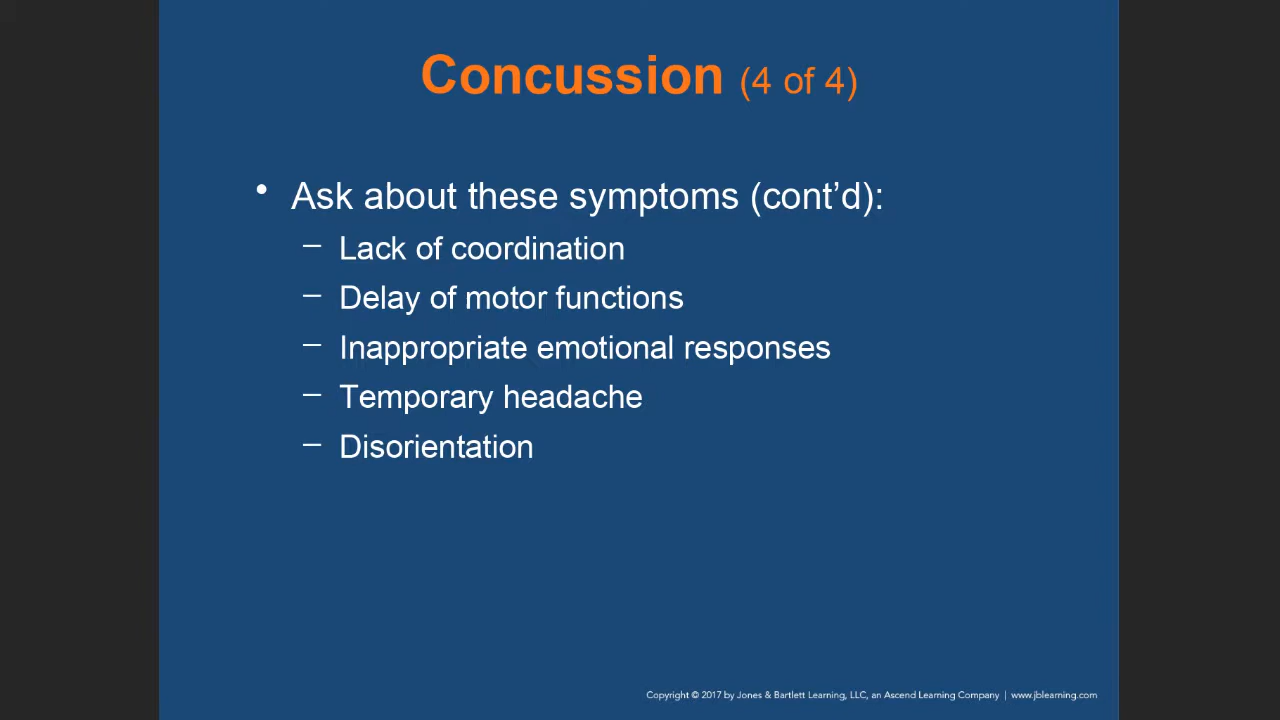 Concussion (4 of 4)
• Ask about these symptoms (cont’d):
– Lack of coordination
– Delay of motor functions
– Inappropriate emotional responses
– Temporary headache
– Disorientation
Copyright © 2017 by Jones & Bartlett Learning, LLC, an Ascend Learning Company | www.jblearning.com